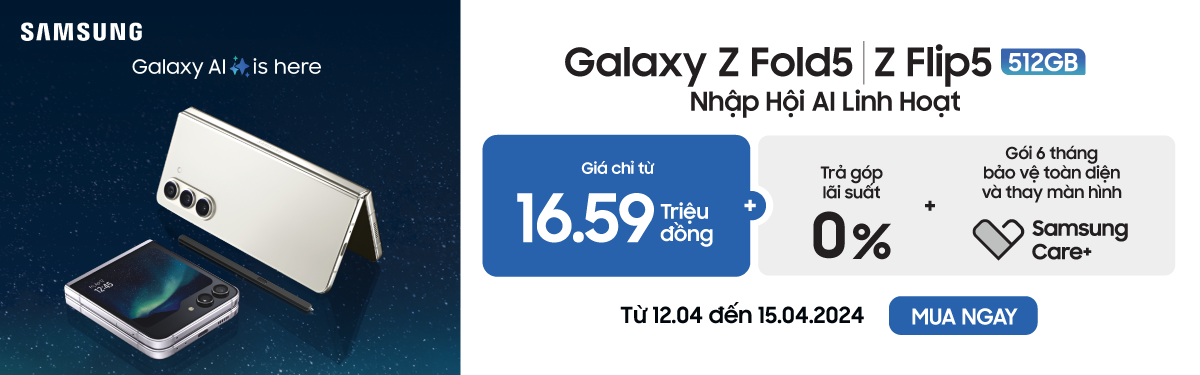 SAMSUNG
Galaxy AI is here
12:45
Galaxy Z Fold5 | Z Flip5 512GB
Nhập Hội AI Linh Hoạt
Giá chỉ từ
16.59 Triệu đồng
+
Trả góp
lãi suất
0%
+
Gói 6 tháng
bảo vệ toàn diện
và thay màn hình
Samsung
Care+
Từ 12.04 đến 15.04.2024
MUA NGAY